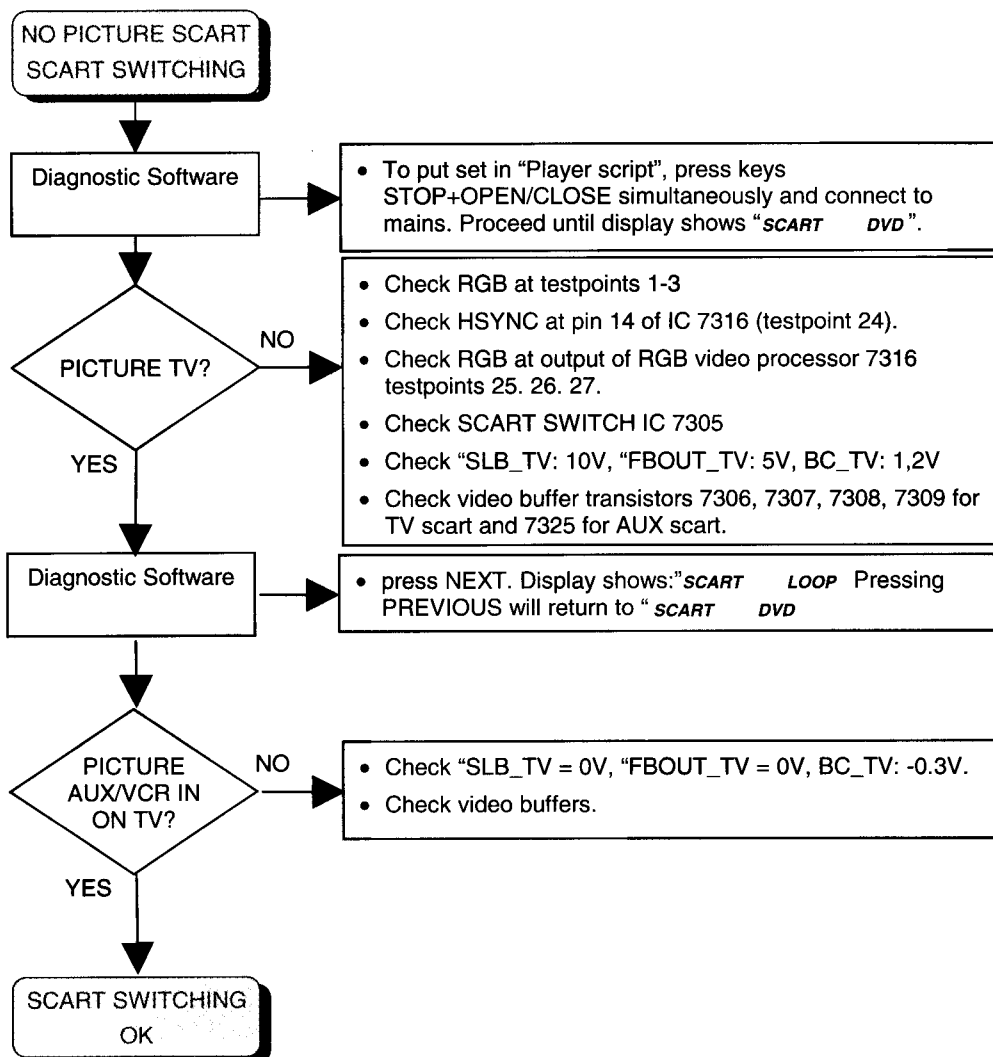 NO PICTURE SCART
SCART SWITCHING
Diagnostic Software
• To put set in “Player script”, press keys
STOP+OPEN/CLOSE simultaneously and connect to
mains. Proceed until display shows “SCART DVD”.
PICTURE TV?
NO
• Check RGB at testpoints 1-3
• Check HSYNC at pin 14 of IC 7316 (testpoint 24).
• Check RGB at output of RGB video processor 7316
testpoints 25. 26. 27.
• Check SCART SWITCH IC 7305
• Check “SLB_TV: 10V, “FBOUT_TV: 5V, BC_TV: 1,2V
• Check video buffer transistors 7306, 7307, 7308, 7309 for
TV scart and 7325 for AUX scart.
YES
Diagnostic Software
• press NEXT. Display shows:”SCART LOOP Pressing
PREVIOUS will return to “ SCART DVD
PICTURE
AUX/VCR IN
ON TV?
NO
• Check “SLB_TV = 0V, “FBOUT_TV = 0V, BC_TV: -0.3V.
• Check video buffers.
YES
SCART SWITCHING
OK